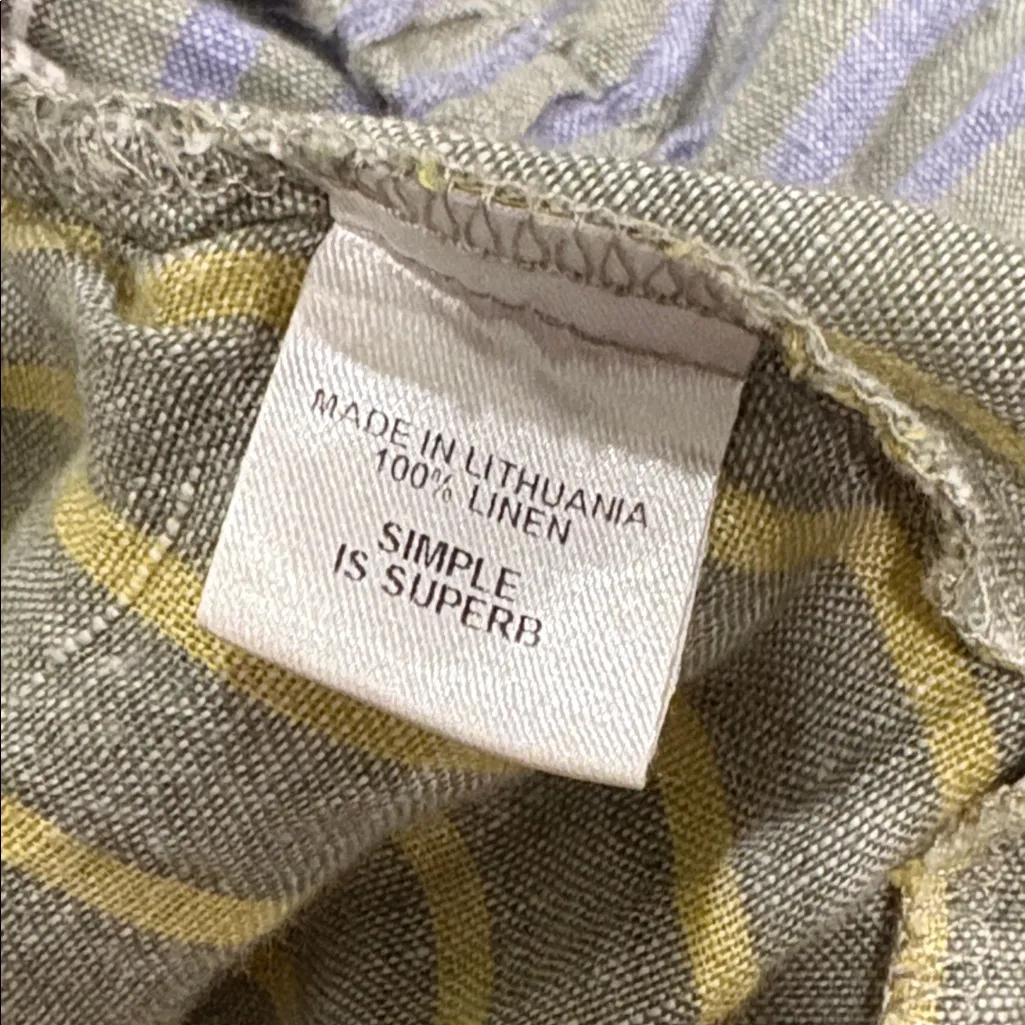 MADE IN LITHUANIA
100% LINEN
SIMPLE
IS SUPERB